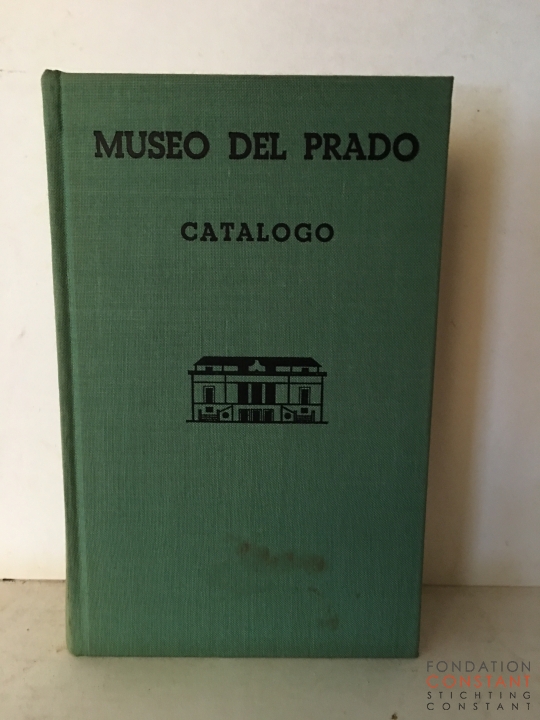 MUSEO DEL PRADO
CATALOGO
FONDATION
CONSTANT
STICHTING
CONSTANT